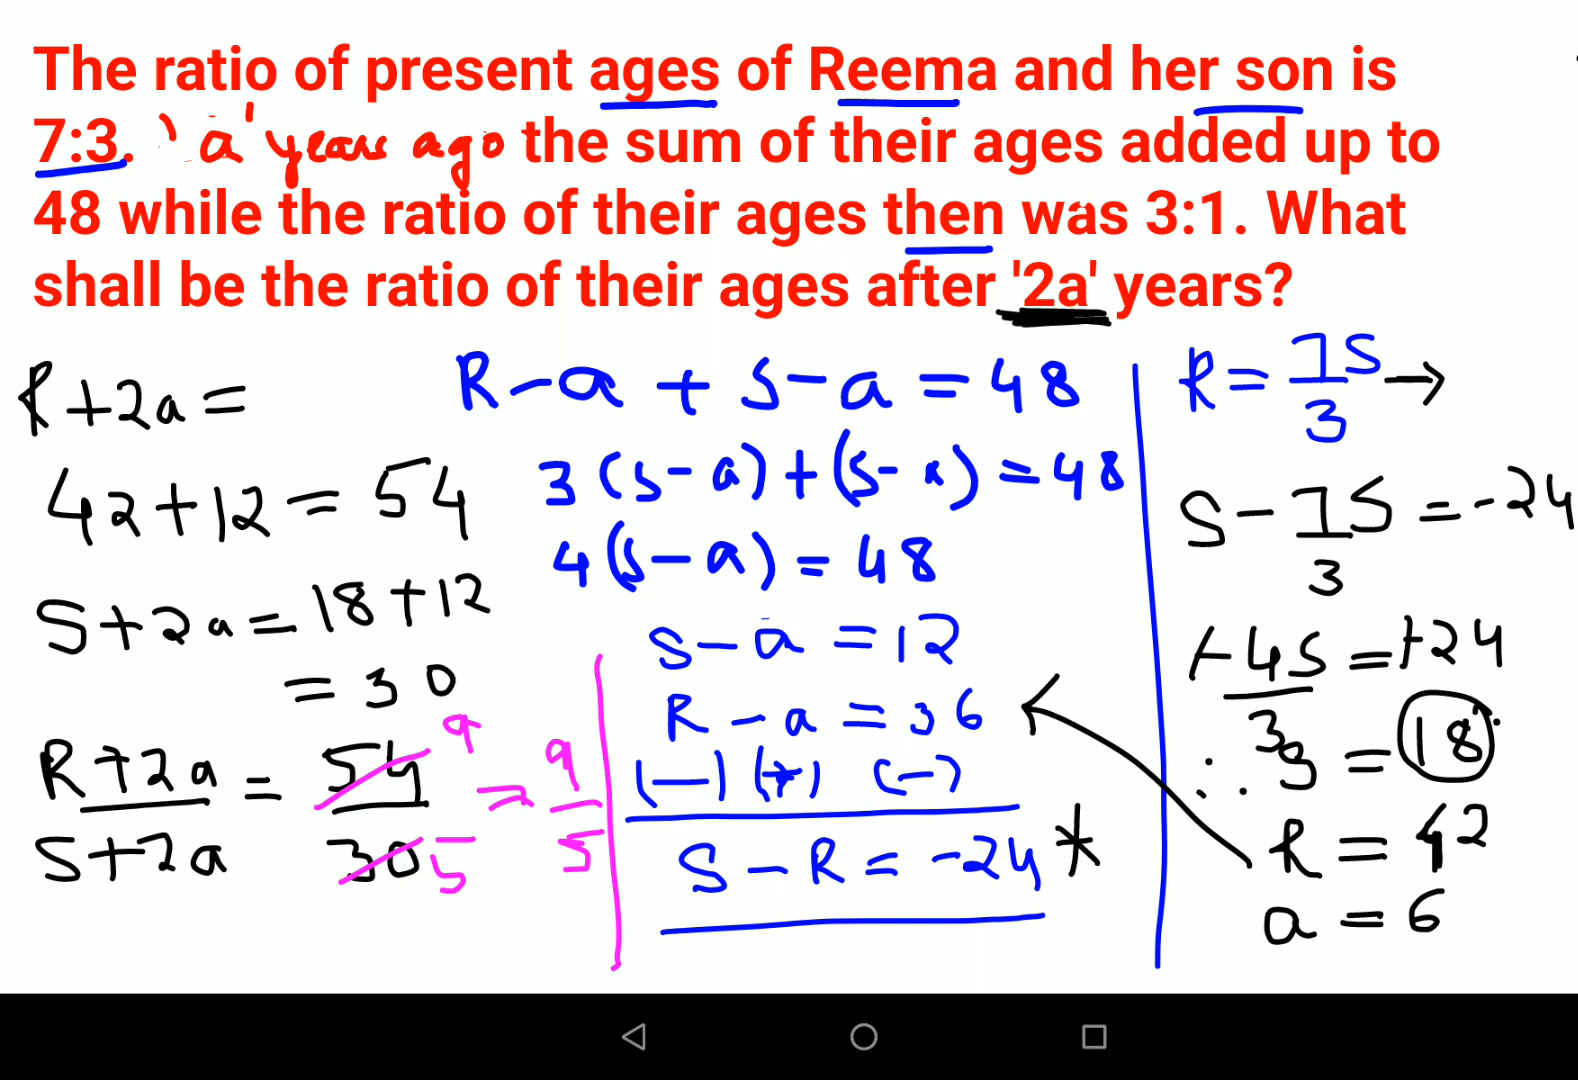 The ratio of present ages of Reema and her son is
7:3. 'a' years ago the sum of their ages added up to
48 while the ratio of their ages then was 3:1. What
shall be the ratio of their ages after '2a' years?
R+2a=
42+12=54
S+2a=18+12
=30
R+2a/S+2a = 54/30 9 5 = 9/5
R-a + S-a = 48
3(S-a)+(S-a)=48
4(S-a)=48
S-a=12
R-a=36
(-) (+) (-)
S-R=-24 *
R=7S/3 →
S-7S/3=-24
+4S/3=+24
∴ S=18
R=42
a=6